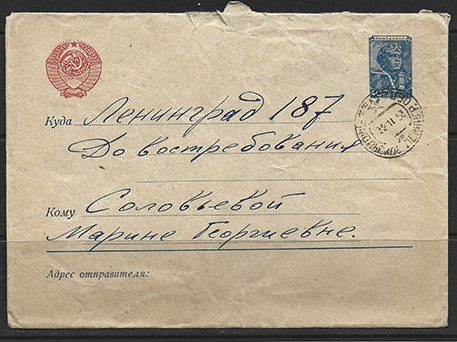 Куда Ленинград 187
До востребования
Кому Соловьевой
Марине Георгиевне.
Адрес отправителя: